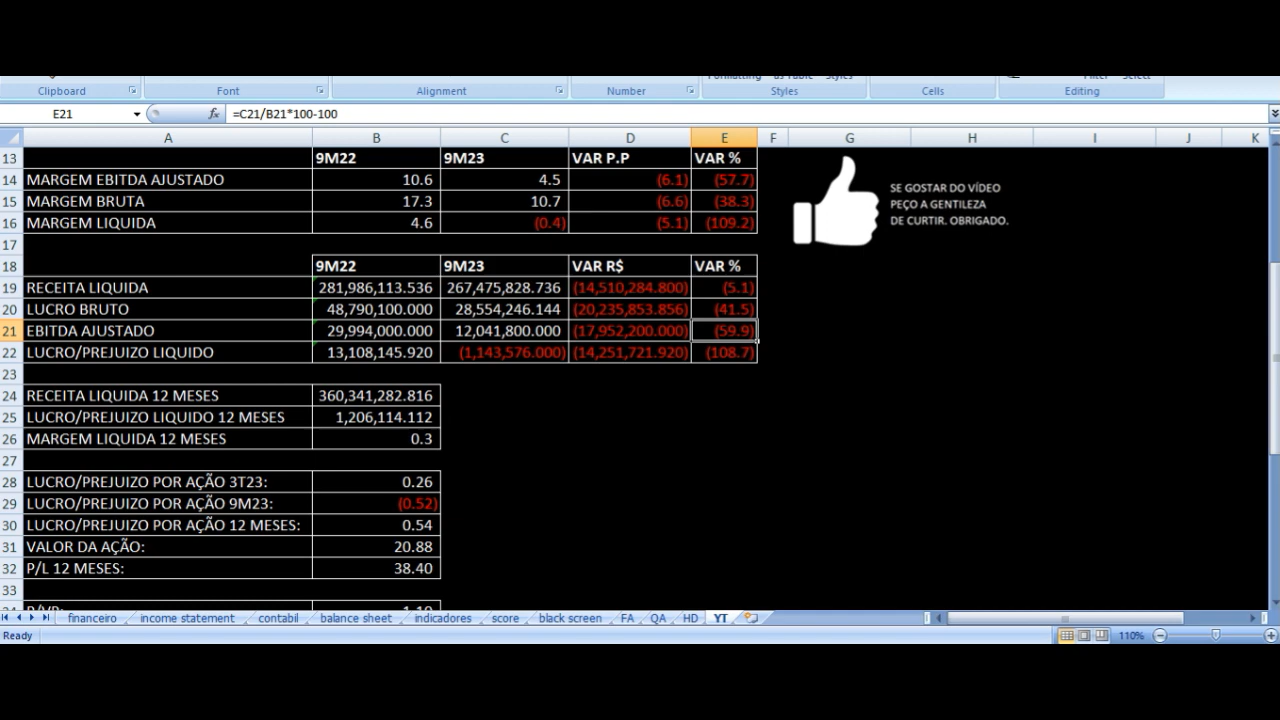 Formatting as Table Styles Filter Select
Clipboard Font Alignment Number Styles Cells Editing
E21 fx =C21/B21*100-100
A B C D E F G H I J K
13 9M22 9M23 VAR P.P VAR %
14 MARGEM EBITDA AJUSTADO 10.6 4.5 (6.1) (57.7)
15 MARGEM BRUTA 17.3 10.7 (6.6) (38.3)
16 MARGEM LIQUIDA 4.6 (0.4) (5.1) (109.2)
SE GOSTAR DO VÍDEO
PEÇO A GENTILEZA
DE CURTIR. OBRIGADO.
17
18 9M22 9M23 VAR R$ VAR %
19 RECEITA LIQUIDA 281,986,113.536 267,475,828.736 (14,510,284.800) (5.1)
20 LUCRO BRUTO 48,790,100.000 28,554,246.144 (20,235,853.856) (41.5)
21 EBITDA AJUSTADO 29,994,000.000 12,041,800.000 (17,952,200.000) (59.9)
22 LUCRO/PREJUIZO LIQUIDO 13,108,145.920 (1,143,576.000) (14,251,721.920) (108.7)
23
24 RECEITA LIQUIDA 12 MESES 360,341,282.816
25 LUCRO/PREJUIZO LIQUIDO 12 MESES 1,206,114.112
26 MARGEM LIQUIDA 12 MESES 0.3
27
28 LUCRO/PREJUIZO POR AÇÃO 3T23: 0.26
29 LUCRO/PREJUIZO POR AÇÃO 9M23: (0.52)
30 LUCRO/PREJUIZO POR AÇÃO 12 MESES: 0.54
31 VALOR DA AÇÃO: 20.88
32 P/L 12 MESES: 38.40
33
34 P/VP: 1.10
financeiro income statement contabil balance sheet indicadores score black screen FA QA HD YT
Ready 110%